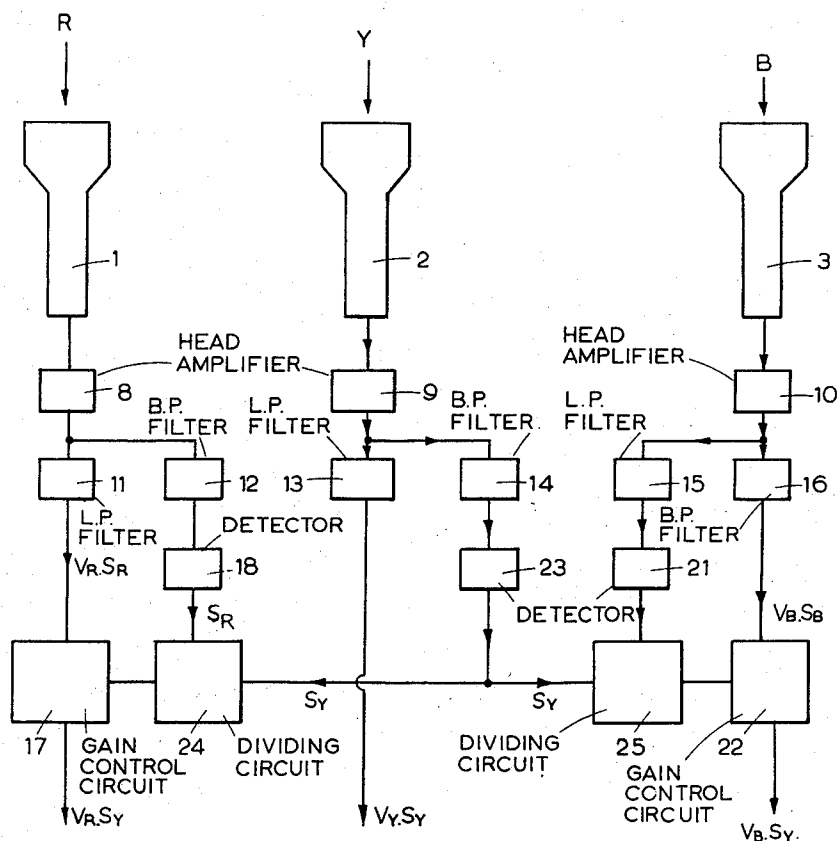 R
Y
B
1
2
3
HEAD
AMPLIFIER
HEAD
AMPLIFIER
8
9
10
B.P.
FILTER
L.P.
FILTER
B.P.
FILTER
L.P.
FILTER
11
12
13
14
15
16
L.P.
FILTER
DETECTOR
B.P.
FILTER
18
23
21
DETECTOR
VR.SR
SR
VB.SB
SY
SY
17
GAIN
CONTROL
CIRCUIT
24
DIVIDING
CIRCUIT
DIVIDING
CIRCUIT
25
22
GAIN
CONTROL
CIRCUIT
VR.SY
VY.SY
VB.SY.